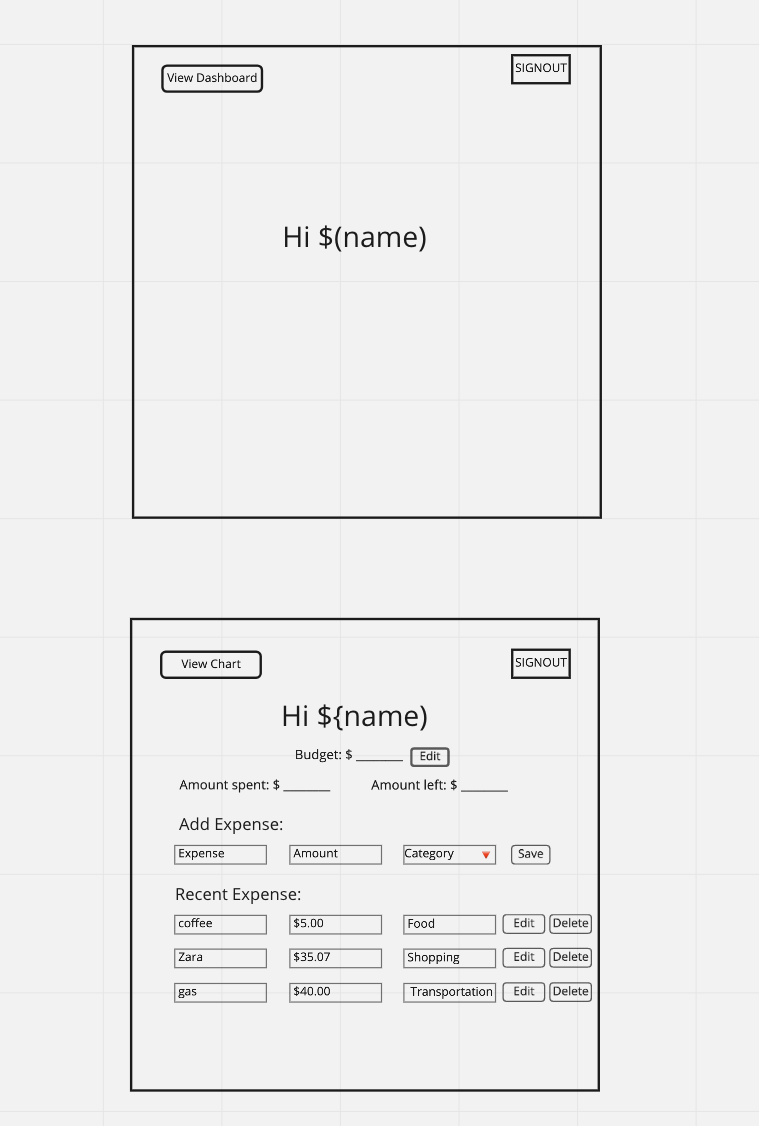 View Dashboard
SIGNOUT
Hi $(name)
View Chart
SIGNOUT
Hi ${name)
Budget: $ _______ Edit
Amount spent: $ _______ Amount left: $ _______
Add Expense:
Expense Amount Category Save
Recent Expense:
coffee $5.00 Food Edit Delete
Zara $35.07 Shopping Edit Delete
gas $40.00 Transportation Edit Delete